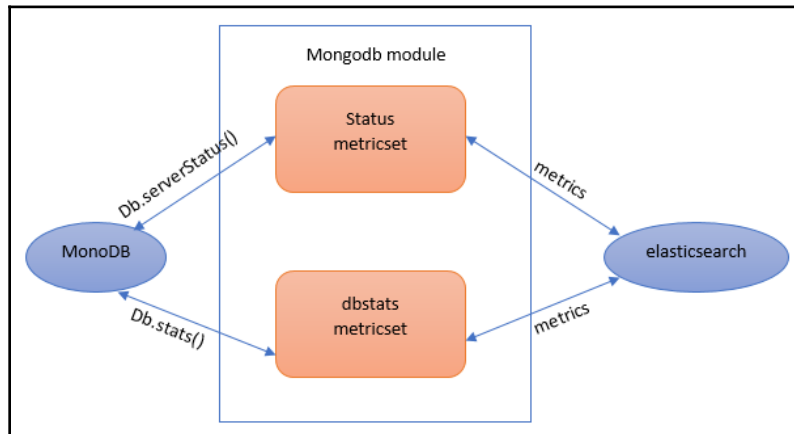 Mongodb module
Status
metricset
Db.serverStatus()
metrics
MonoDB
elasticsearch
dbstats
metricset
Db.stats()
metrics